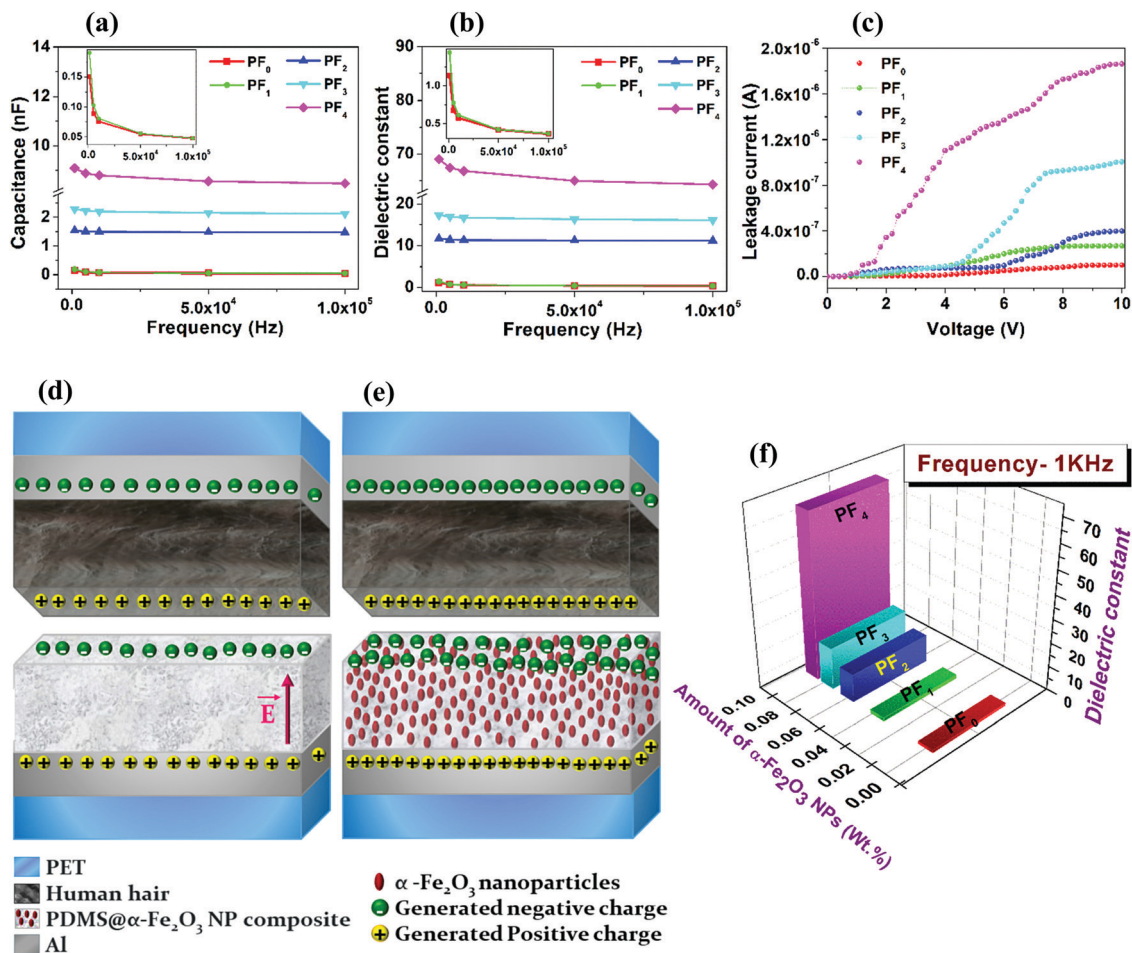 (a)
14
12
10
2
1
0
Capacitance (nF)
0.15
0.10
0.05
0.0
5.0x10⁴
1.0x10⁵
PF₀
PF₁
PF₂
PF₃
PF₄
0.0
5.0x10⁴
1.0x10⁵
Frequency (Hz)
(b)
90
80
70
20
10
0
Dielectric constant
1.0
0.5
0.0
5.0x10⁴
1.0x10⁵
PF₀
PF₁
PF₂
PF₃
PF₄
0.0
5.0x10⁴
1.0x10⁵
Frequency (Hz)
(c)
2.0x10⁻⁶
1.6x10⁻⁶
1.2x10⁻⁶
8.0x10⁻⁷
4.0x10⁻⁷
0.0
Leakage current (A)
PF₀
PF₁
PF₂
PF₃
PF₄
0
2
4
6
8
10
Voltage (V)
(d)
E
(e)
(f)
Frequency- 1KHz
PF₄
PF₃
PF₂
PF₁
PF₀
70
60
50
40
30
20
10
0
Dielectric constant
0.10
0.08
0.06
0.04
0.02
0.00
Amount of α-Fe₂O₃ NPs (Wt.%)
PET
Human hair
PDMS@α-Fe₂O₃ NP composite
Al
α -Fe₂O₃ nanoparticles
Generated negative charge
Generated Positive charge